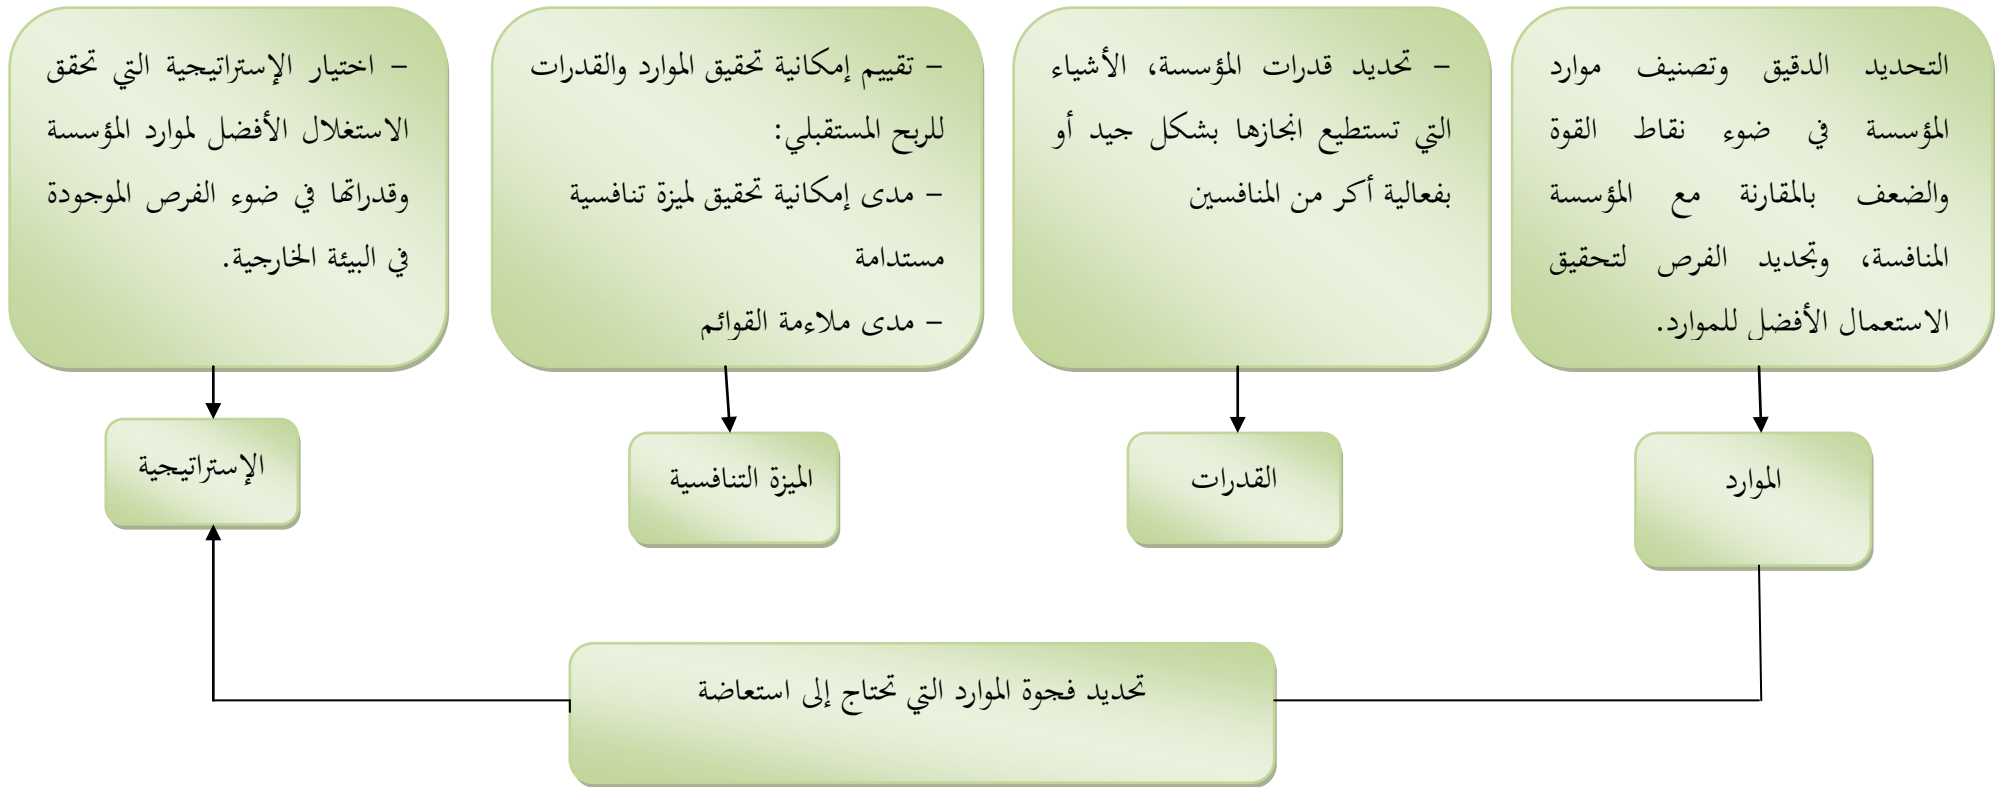 التحديد الدقيق وتصنيف موارد
المؤسسة في ضوء نقاط القوة
والضعف بالمقارنة مع المؤسسة
المنافسة، وتحديد الفرص لتحقيق
الاستعمال الأفضل للموارد.
– تحديد قدرات المؤسسة، الأشياء
التي تستطيع انجازها بشكل جيد أو
بفعالية أكر من المنافسين
– تقييم إمكانية تحقيق الموارد والقدرات
للربح المستقبلي:
– مدى إمكانية تحقيق لميزة تنافسية
مستدامة
– مدى ملاءمة القوائم
– اختيار الإستراتيجية التي تحقق
الاستغلال الأفضل لموارد المؤسسة
وقدراتها في ضوء الفرص الموجودة
في البيئة الخارجية.
الموارد
القدرات
الميزة التنافسية
الإستراتيجية
تحديد فجوة الموارد التي تحتاج إلى استعاضة